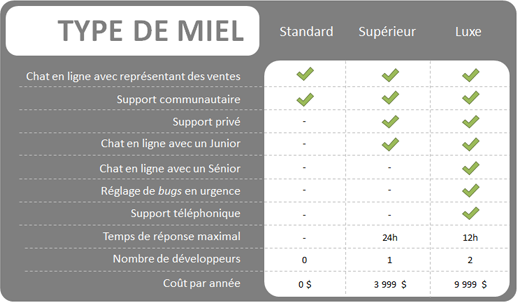 TYPE DE MIEL Standard Supérieur Luxe
Chat en ligne avec représentant des ventes
Support communautaire
Support privé -
Chat en ligne avec un Junior -
Chat en ligne avec un Sénior - -
Réglage de bugs en urgence - -
Support téléphonique - -
Temps de réponse maximal - 24h 12h
Nombre de développeurs 0 1 2
Coût par année 0 $ 3 999 $ 9 999 $